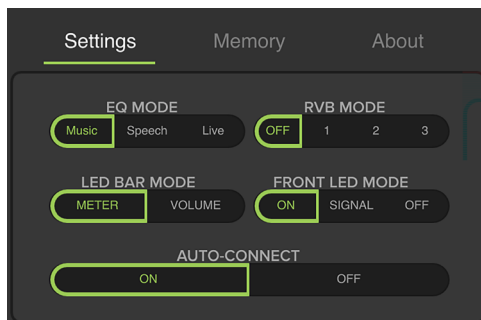 Settings Memory About
EQ MODE RVB MODE
Music Speech Live OFF 1 2 3
LED BAR MODE FRONT LED MODE
METER VOLUME ON SIGNAL OFF
AUTO-CONNECT
ON OFF